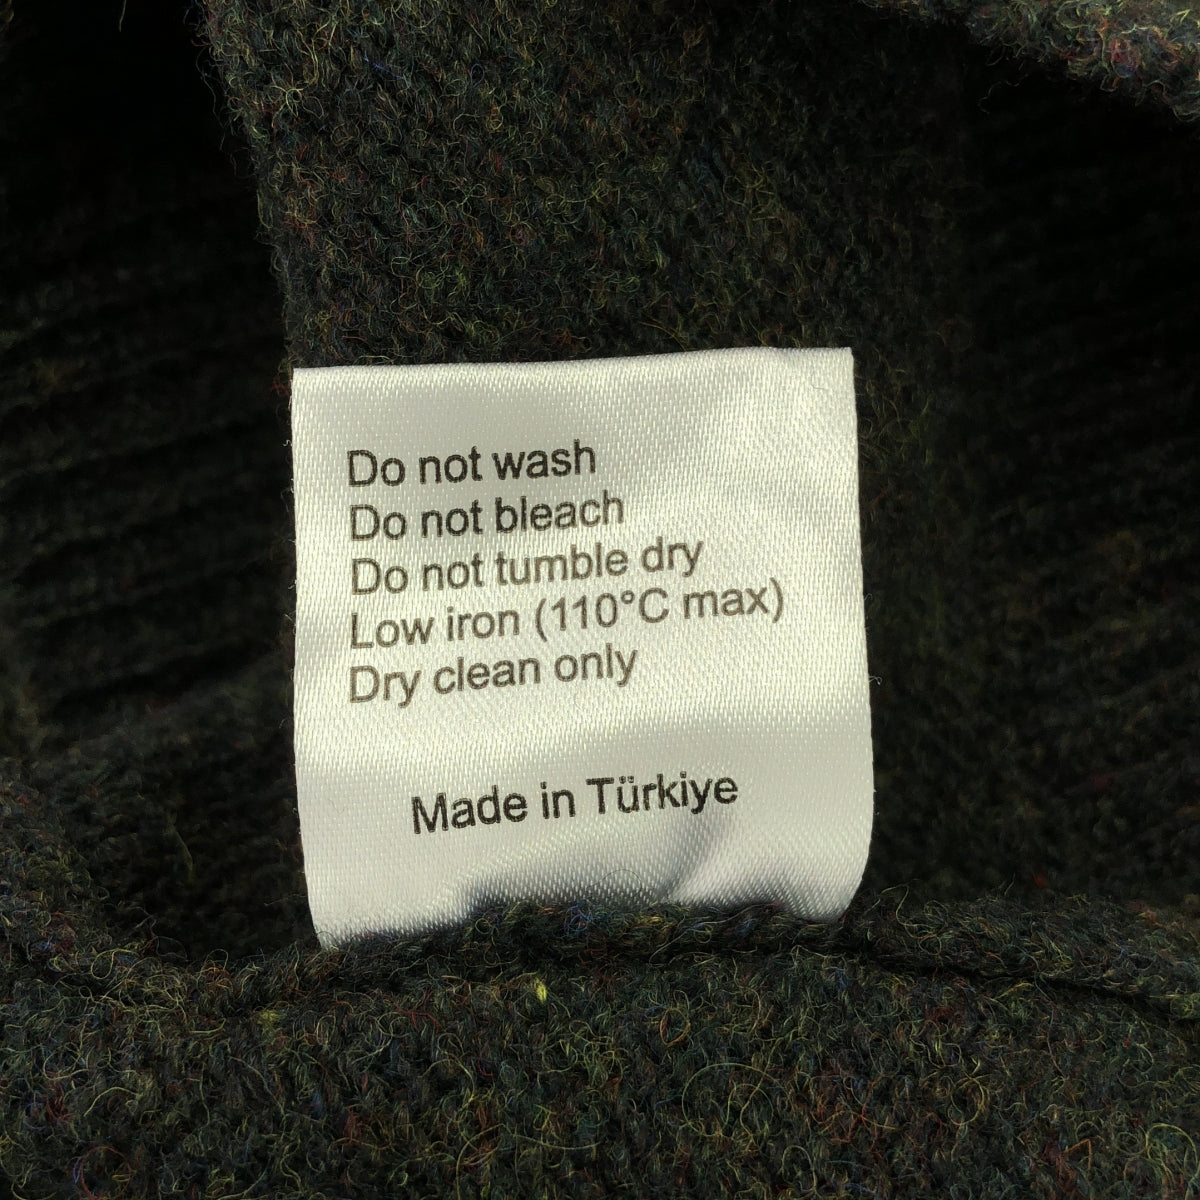 Do not wash
Do not bleach
Do not tumble dry
Low iron (110°C max)
Dry clean only
Made in Türkiye